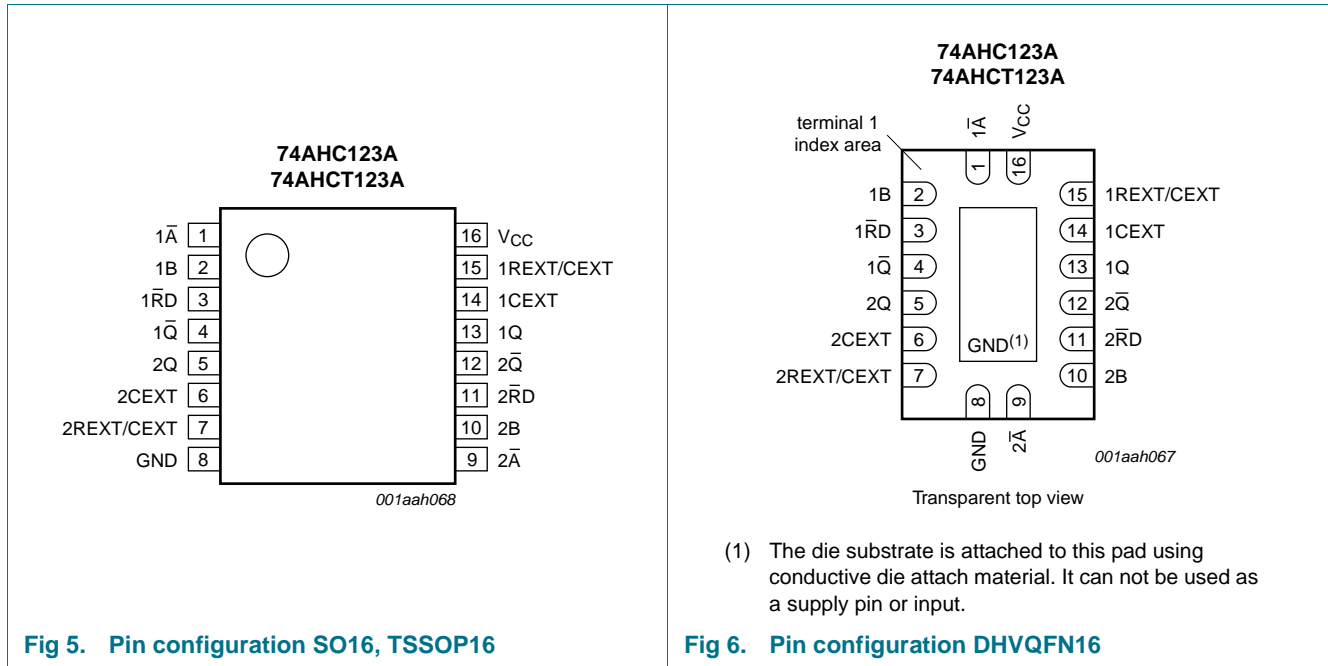 74AHC123A
74AHCT123A
1A̅ 1
1B 2
1R̅D 3
1Q̅ 4
2Q 5
2CEXT 6
2REXT/CEXT 7
GND 8
16 VCC
15 1REXT/CEXT
14 1CEXT
13 1Q
12 2Q̅
11 2R̅D
10 2B
9 2A̅
001aah068
Fig 5. Pin configuration SO16, TSSOP16
74AHC123A
74AHCT123A
terminal 1
index area
1A̅
VCC
1
16
1B 2
1R̅D 3
1Q̅ 4
2Q 5
2CEXT 6
2REXT/CEXT 7
15 1REXT/CEXT
14 1CEXT
13 1Q
12 2Q̅
11 2R̅D
10 2B
GND(1)
8
9
GND
2A̅
001aah067
Transparent top view
(1) The die substrate is attached to this pad using
conductive die attach material. It can not be used as
a supply pin or input.
Fig 6. Pin configuration DHVQFN16